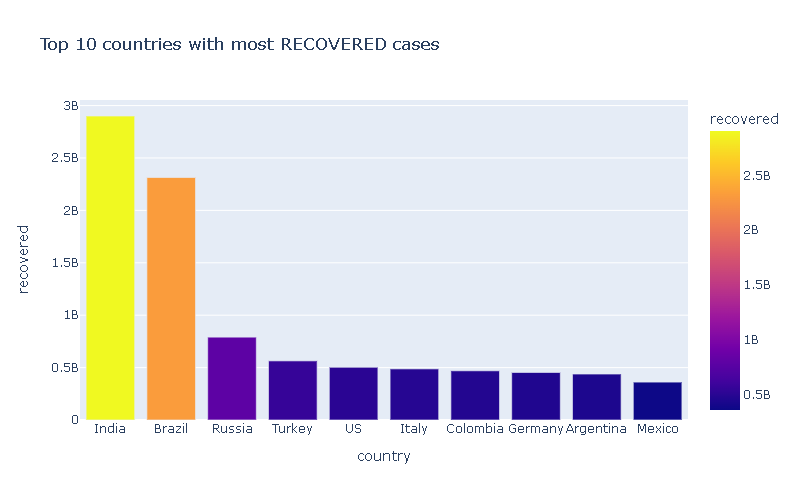 Top 10 countries with most RECOVERED cases
recovered
3B
2.5B
2B
1.5B
1B
0.5B
0
India Brazil Russia Turkey US Italy Colombia Germany Argentina Mexico
country
recovered
2.5B
2B
1.5B
1B
0.5B